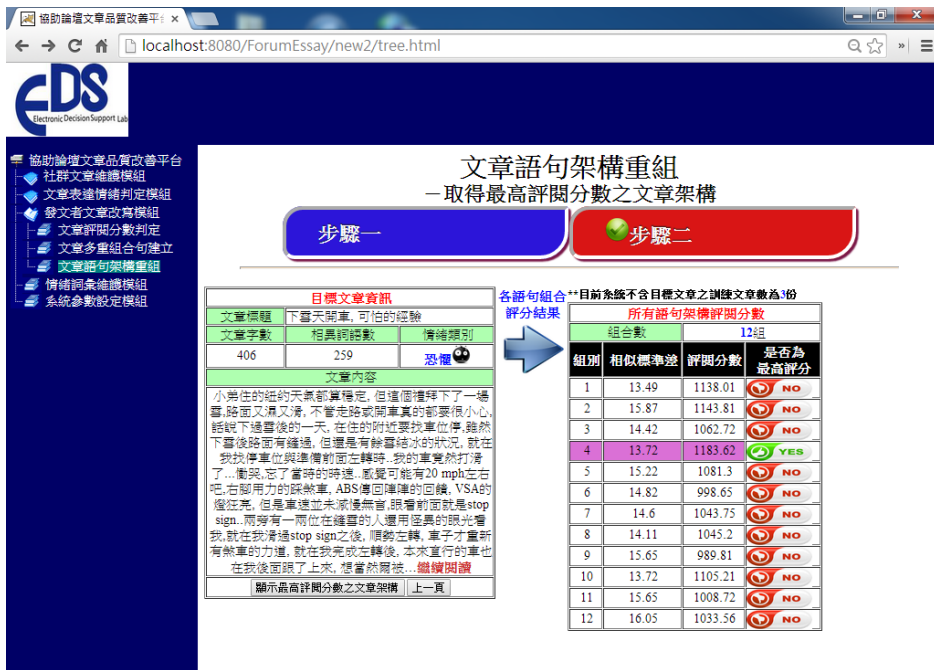 協助論壇文章品質改善平台 ×
localhost:8080/ForumEssay/new2/tree.html
EDS
Electronic Decision Support Lab
協助論壇文章品質改善平台
社群文章維護模組
文章表達情緒判定模組
發文者文章改寫模組
文章評閱分數判定
文章多重組合句建立
文章語句架構重組
情緒詞彙維護模組
系統參數設定模組
文章語句架構重組
－取得最高評閱分數之文章架構
步驟一
步驟二
目標文章資訊
文章標題 下雪天開車, 可怕的經驗
文章字數 相異詞語數 情緒類別
406 259 恐懼
文章內容
小弟住的紐約天氣都算穩定, 但這個禮拜下了一場
雪,路面又濕又滑, 不管走路或開車真的都要很小心,
話說下過雪後的一天, 在住的附近要找車位停,雖然
下雪後路面有鏟過, 但還是有餘雪結冰的狀況, 就在
我找停車位與準備前面左轉時..我的車竟然打滑
了...慟哭,忘了當時的時速..感覺可能有20 mph左右
吧,右腳用力的踩煞車, ABS傳回陣陣的回饋, VSA的
燈狂亮, 但是車速並未減慢無言,眼看前面就是stop
sign..兩旁有一兩位在鏟雪的人還用怪異的眼光看
我,就在我滑過stop sign之後, 順勢左轉, 車子才重新
有煞車的力道, 就在我完成左轉後, 本來直行的車也
在我後面跟了上來, 想當然爾被...繼續閱讀
顯示最高評閱分數之文章架構 上一頁
各語句組合
評分結果
**目前系統不含目標文章之訓練文章數為3份
所有語句架構評閱分數
組合數 12組
組別 相似標準差 評閱分數 是否為
最高評分
1 13.49 1138.01 NO
2 15.87 1143.81 NO
3 14.42 1062.72 NO
4 13.72 1183.62 YES
5 15.22 1081.3 NO
6 14.82 998.65 NO
7 14.6 1043.75 NO
8 14.11 1045.2 NO
9 15.65 989.81 NO
10 13.72 1105.21 NO
11 15.65 1008.72 NO
12 16.05 1033.56 NO